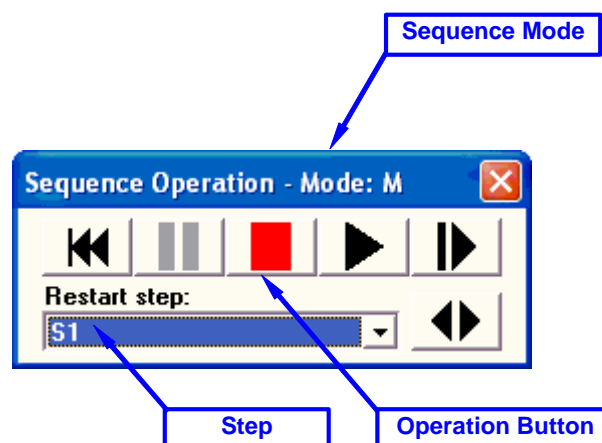 Sequence Mode
Sequence Operation - Mode: M
Restart step:
S1
Step
Operation Button